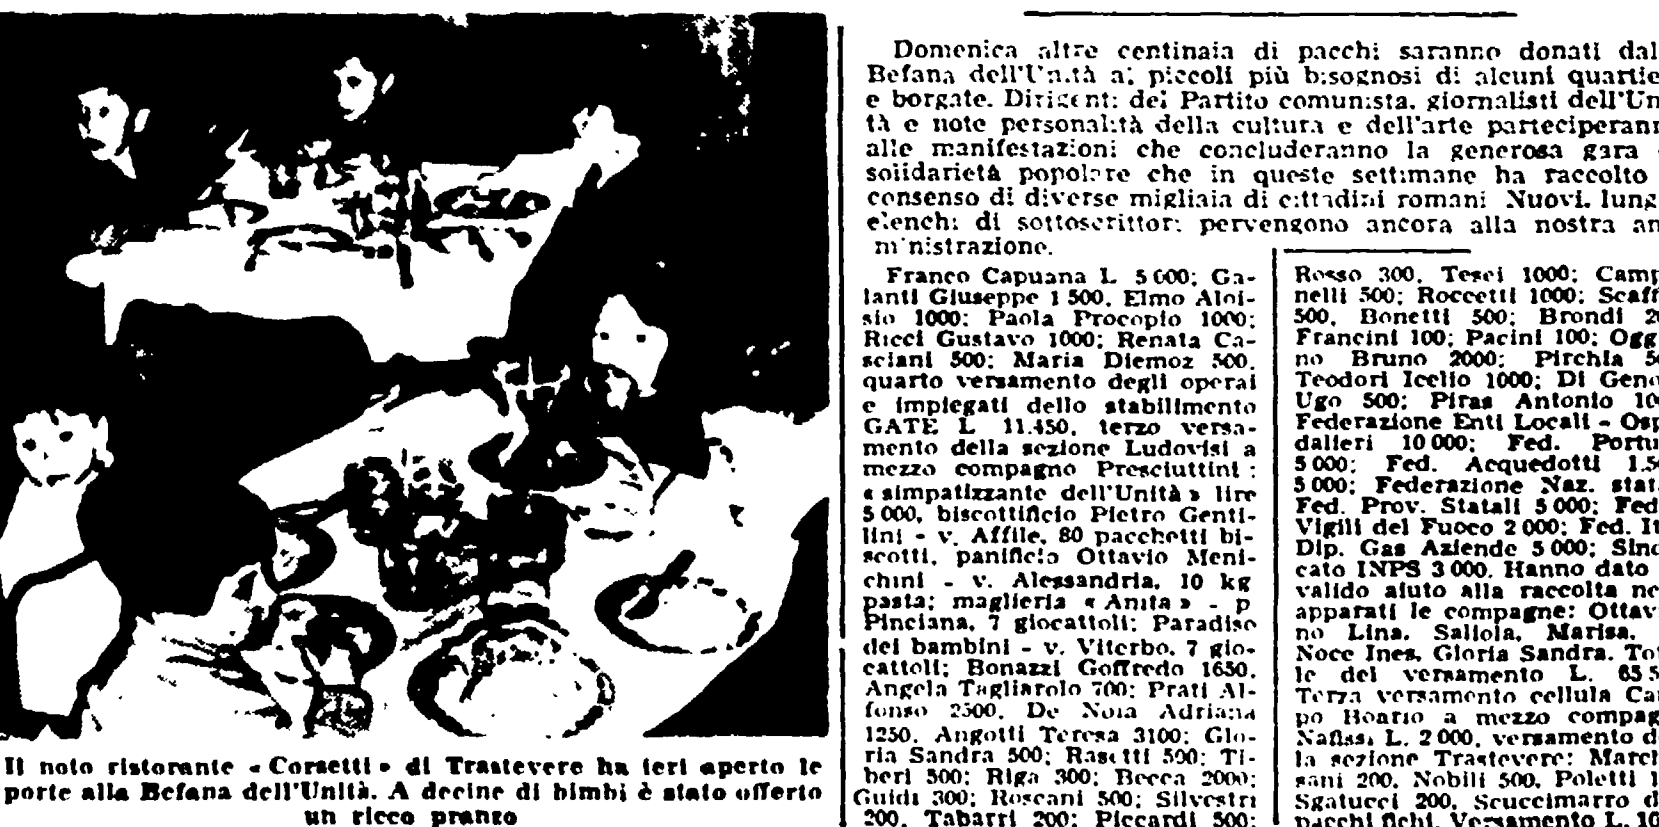 Il noto ristorante « Corsetti » di Trastevere ha ieri aperto le
porte alla Befana dell'Unità. A decine di bimbi è stato offerto
un ricco pranzo
Domenica altre centinaia di pacchi saranno donati dal
Befana dell'Unità ai piccoli più bisognosi di alcuni quartie
e borgate. Dirigenti del Partito comunista, giornalisti dell'Un
tà e note personalità della cultura e dell'arte parteciperann
alle manifestazioni che concluderanno la generosa gara
solidarietà popolare che in queste settimane ha raccolto
consenso di diverse migliaia di cittadini romani Nuovi, lung
elenchi di sottoscrittori pervengono ancora alla nostra am
ministrazione.
Franco Capuana L. 5 000; Ga-
lanti Giuseppe 1 500, Elmo Aloi-
sio 1000; Paola Procopio 1000;
Ricci Gustavo 1000; Renata Ca-
sciani 500; Maria Diemoz 500,
quarto versamento degli operai
e impiegati dello stabilimento
GATE L. 11.450, terzo versa-
mento della sezione Ludovisi a
mezzo compagno Presciuttini :
« simpatizzante dell'Unità » lire
5 000, biscottificio Pietro Genti-
lini - v. Affile, 80 pacchetti bi-
scotti, panificio Ottavio Meni-
chini - v. Alessandria, 10 kg
pasta; maglieria « Anita » - p
Pinciana, 7 giocattoli; Paradiso
dei bambini - v. Viterbo, 7 gio-
cattoli; Bonazzi Goffredo 1650,
Angela Tagliarolo 700; Prati Al-
fonso 2500, De Noia Adriana
1250, Angotti Teresa 3100; Glo-
ria Sandra 500; Rasetti 500; Ti-
beri 500; Riga 300; Becca 2000;
Guidi 300; Roscani 500; Silvestri
200, Tabarri 200; Piccardi 500;
Rosso 300, Tesei 1000; Camp
nelli 500; Roccetti 1000; Scaff
500, Bonetti 500; Brondi 20
Francini 100; Pacini 100; Ogg
no Bruno 2000; Pirchia 5
Teodori Icelio 1000; Di Geno
Ugo 500; Piras Antonio 10
Federazione Enti Locali - Osp
dalieri 10 000; Fed. Portu
5 000; Fed. Acquedotti 1.5
5 000; Federazione Naz. stat
Fed. Prov. Statali 5 000; Fed
Vigili del Fuoco 2 000; Fed. It
Dip. Gas Aziende 5 000; Sind
cato INPS 3 000. Hanno dato
valido aiuto alla raccolta ne
apparati le compagne: Ottav
no Lina, Saliola, Marisa,
Noce Ines, Gloria Sandra. Tot
le del versamento L. 65 5
Terza versamento cellula Ca
po Boario a mezzo compag
Nafissi L. 2 000, versamento d
la sezione Trastevere: March
sani 200, Nobili 500, Poletti 1
Sgatucci 200, Scuccimarro d
pacchi fichi. Versamento L. 10